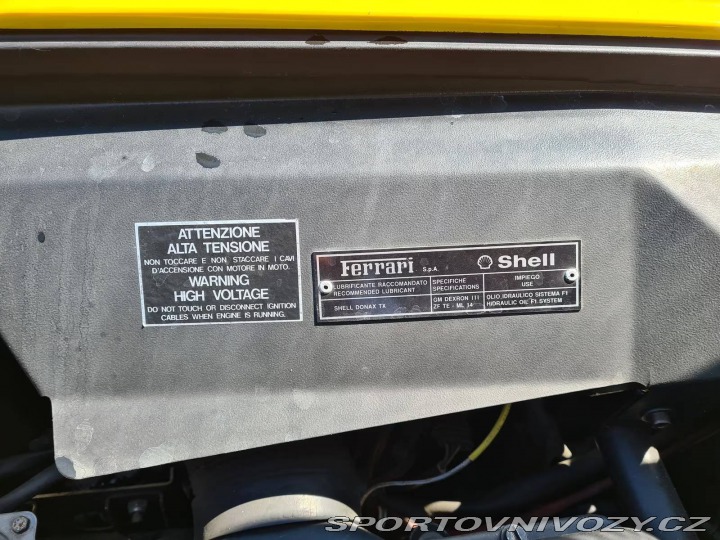 ATTENZIONE
ALTA TENSIONE
NON TOCCARE E NON STACCARE I CAVI
D'ACCENSIONE CON MOTORE IN MOTO.
WARNING
HIGH VOLTAGE
DO NOT TOUCH OR DISCONNECT IGNITION
CABLES WHEN ENGINE IS RUNNING.
Ferrari S.p.A. Shell
LUBRIFICANTE RACCOMANDATO
RECOMMENDED LUBRICANT
SPECIFICHE
SPECIFICATIONS
IMPIEGO
USE
SHELL DONAX TX
GM DEXRON III
ZF TE - ML 14
OLIO IDRAULICO SISTEMA F1
HIDRAULIC OIL F1 SYSTEM
SPORTOVNIVOZY.CZ